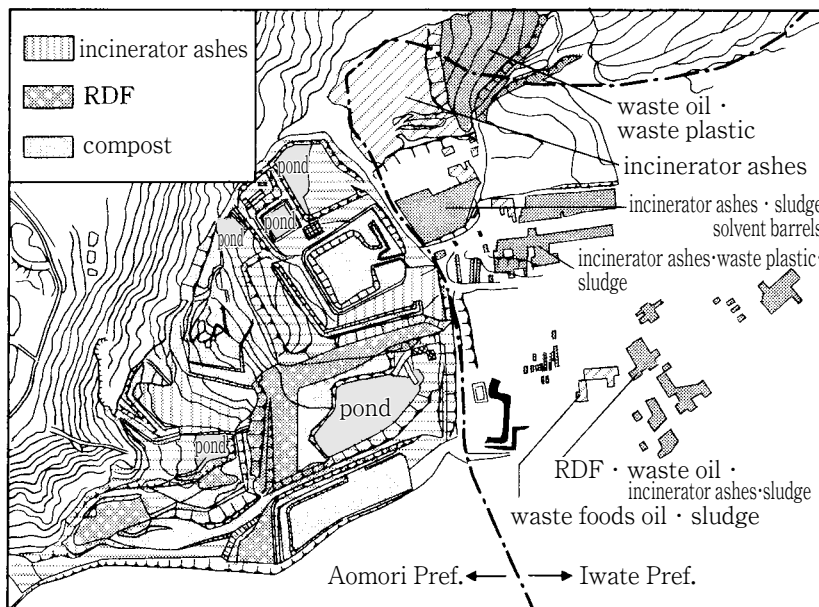 incinerator ashes
RDF
compost
waste oil・
waste plastic
incinerator ashes
incinerator ashes・sludge
solvent barrels
incinerator ashes・waste plastic・
sludge
pond
pond
pond
pond
pond
RDF・waste oil・
incinerator ashes・sludge
waste foods oil・sludge
Aomori Pref.
Iwate Pref.